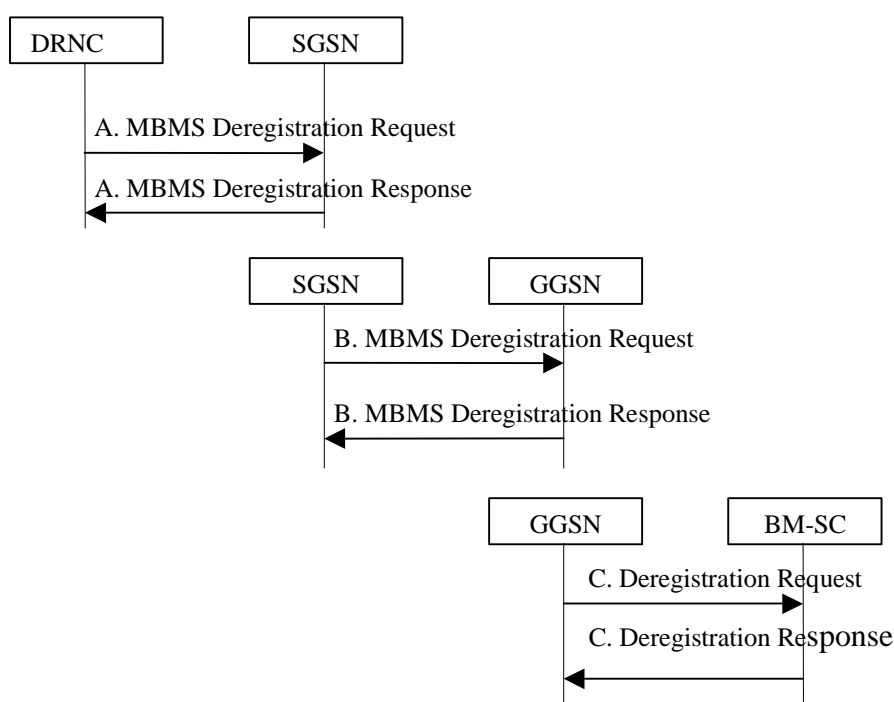 DRNC SGSN
A. MBMS Deregistration Request
A. MBMS Deregistration Response
SGSN GGSN
B. MBMS Deregistration Request
B. MBMS Deregistration Response
GGSN BM-SC
C. Deregistration Request
C. Deregistration Response